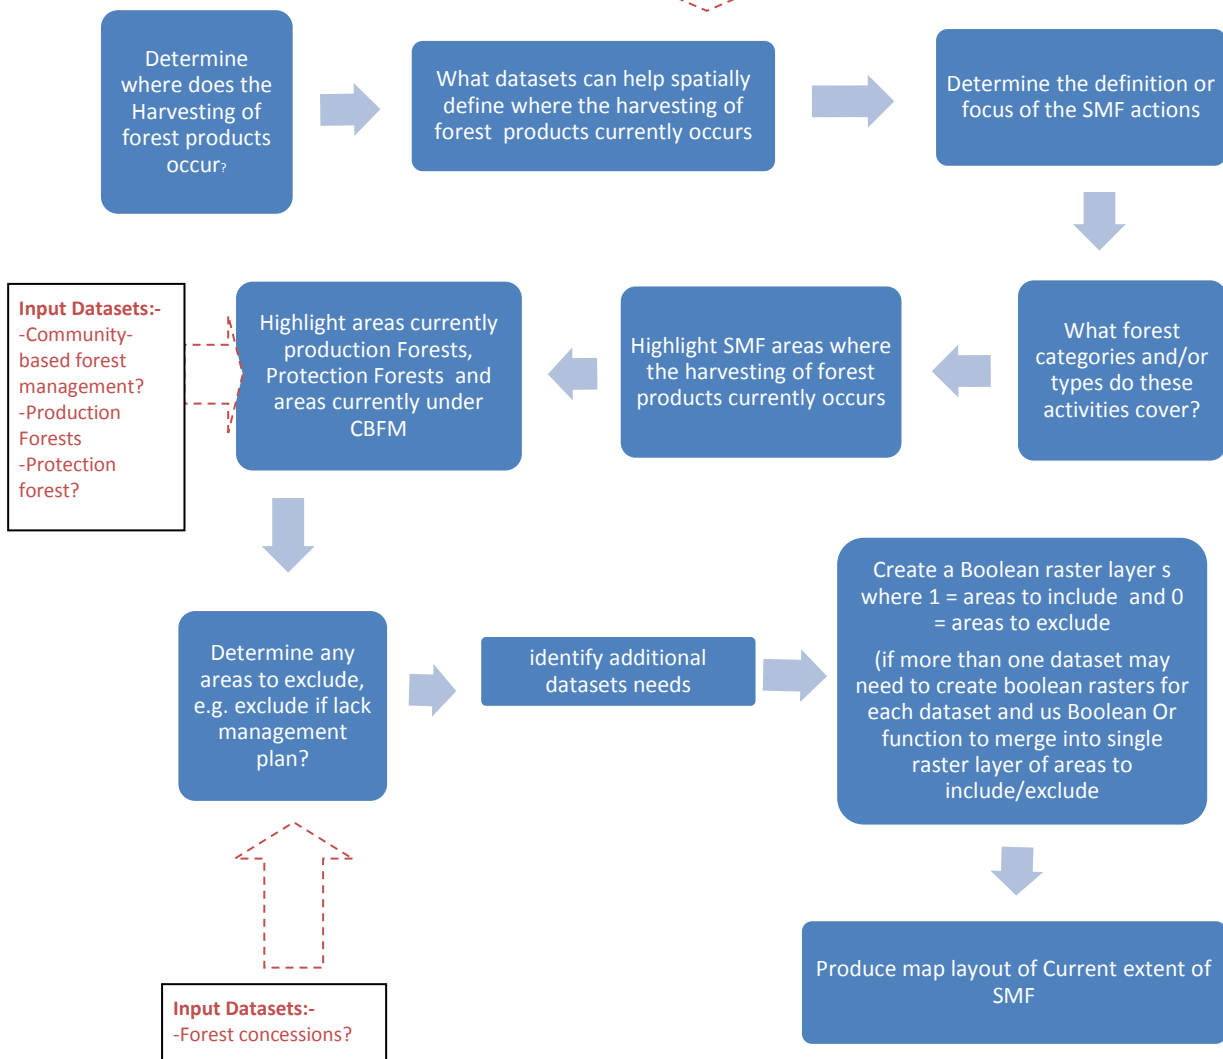 Determine
where does the
Harvesting of
forest products
occur?
What datasets can help spatially
define where the harvesting of
forest products currently occurs
Determine the definition or
focus of the SMF actions
What forest
categories and/or
types do these
activities cover?
Highlight SMF areas where
the harvesting of forest
products currently occurs
Highlight areas currently
production Forests,
Protection Forests and
areas currently under
CBFM
Input Datasets:-
-Community-
based forest
management?
-Production
Forests
-Protection
forest?
Determine any
areas to exclude,
e.g. exclude if lack
management
plan?
Input Datasets:-
-Forest concessions?
identify additional
datasets needs
Create a Boolean raster layer s
where 1 = areas to include and 0
= areas to exclude
(if more than one dataset may
need to create boolean rasters for
each dataset and us Boolean Or
function to merge into single
raster layer of areas to
include/exclude
Produce map layout of Current extent of
SMF